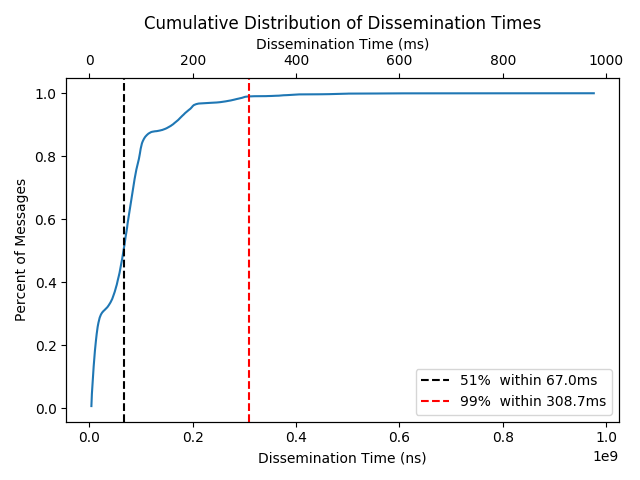 Cumulative Distribution of Dissemination Times
Dissemination Time (ms)
0 200 400 600 800 1000
Percent of Messages
1.0
0.8
0.6
0.4
0.2
0.0
51%  within 67.0ms
99%  within 308.7ms
0.0 0.2 0.4 0.6 0.8 1.0
1e9
Dissemination Time (ns)